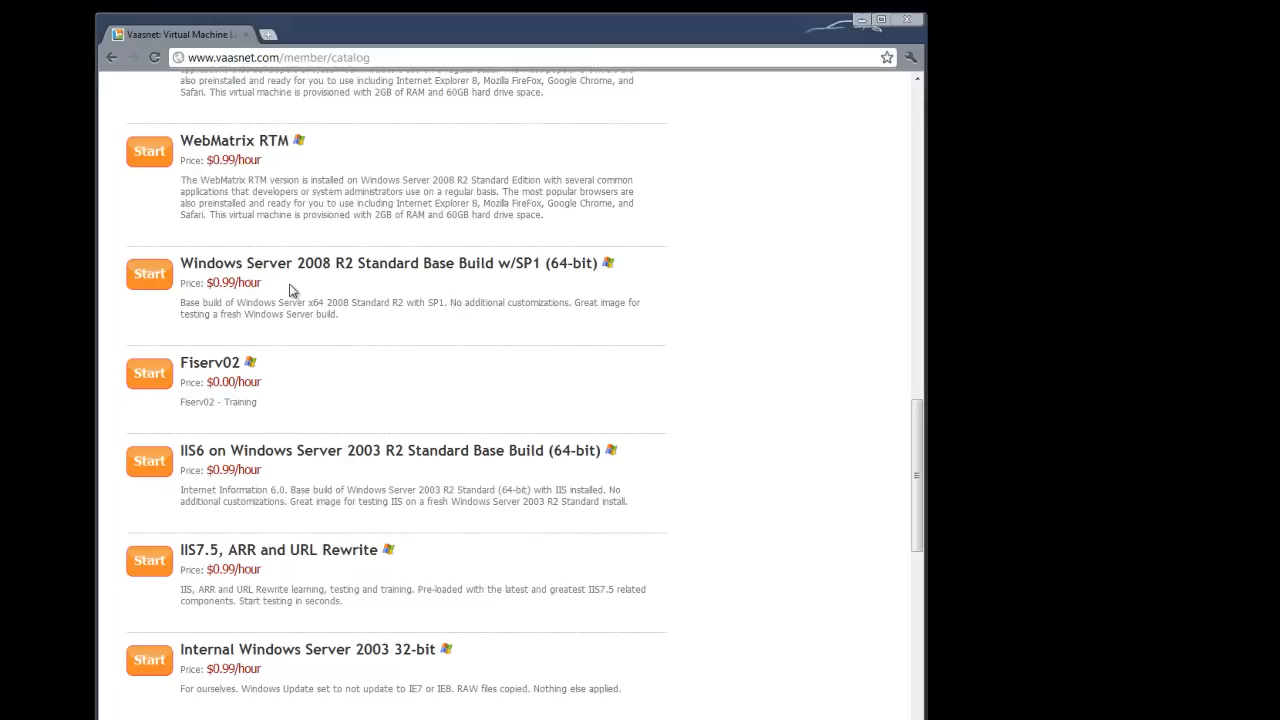 Vaasnet: Virtual Machine L
www.vaasnet.com/member/catalog
also preinstalled and ready for you to use including Internet Explorer 8, Mozilla FireFox, Google Chrome, and
Safari. This virtual machine is provisioned with 2GB of RAM and 60GB hard drive space.
Start
WebMatrix RTM
Price: $0.99/hour
The WebMatrix RTM version is installed on Windows Server 2008 R2 Standard Edition with several common
applications that developers or system administrators use on a regular basis. The most popular browsers are
also preinstalled and ready for you to use including Internet Explorer 8, Mozilla FireFox, Google Chrome, and
Safari. This virtual machine is provisioned with 2GB of RAM and 60GB hard drive space.
Start
Windows Server 2008 R2 Standard Base Build w/SP1 (64-bit)
Price: $0.99/hour
Base build of Windows Server x64 2008 Standard R2 with SP1. No additional customizations. Great image for
testing a fresh Windows Server build.
Start
Fiserv02
Price: $0.00/hour
Fiserv02 - Training
Start
IIS6 on Windows Server 2003 R2 Standard Base Build (64-bit)
Price: $0.99/hour
Internet Information 6.0. Base build of Windows Server 2003 R2 Standard (64-bit) with IIS installed. No
additional customizations. Great image for testing IIS on a fresh Windows Server 2003 R2 Standard install.
Start
IIS7.5, ARR and URL Rewrite
Price: $0.99/hour
IIS, ARR and URL Rewrite learning, testing and training. Pre-loaded with the latest and greatest IIS7.5 related
components. Start testing in seconds.
Start
Internal Windows Server 2003 32-bit
Price: $0.99/hour
For ourselves. Windows Update set to not update to IE7 or IE8. RAW files copied. Nothing else applied.